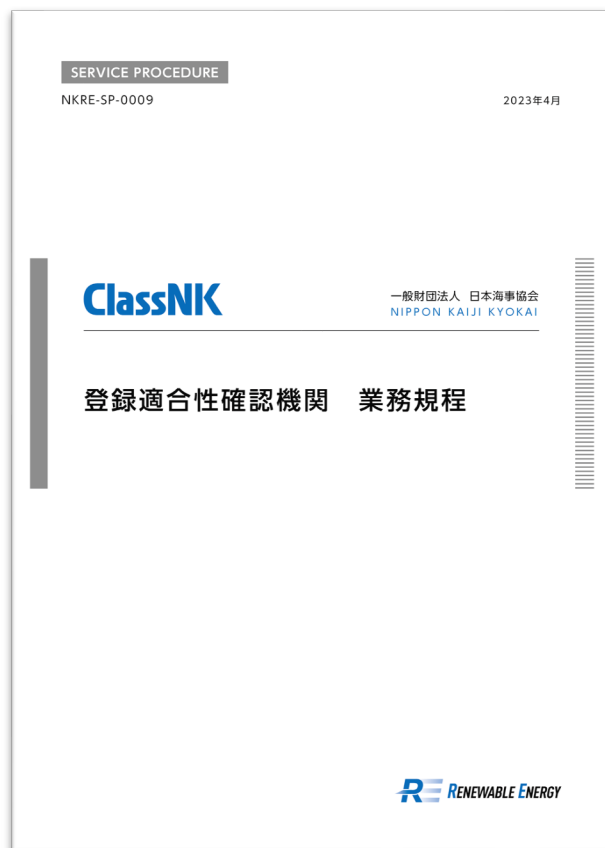 SERVICE PROCEDURE
NKRE-SP-0009
2023年4月
ClassNK
一般財団法人 日本海事協会
NIPPON KAIJI KYOKAI
登録適合性確認機関 業務規程
RE RENEWABLE ENERGY